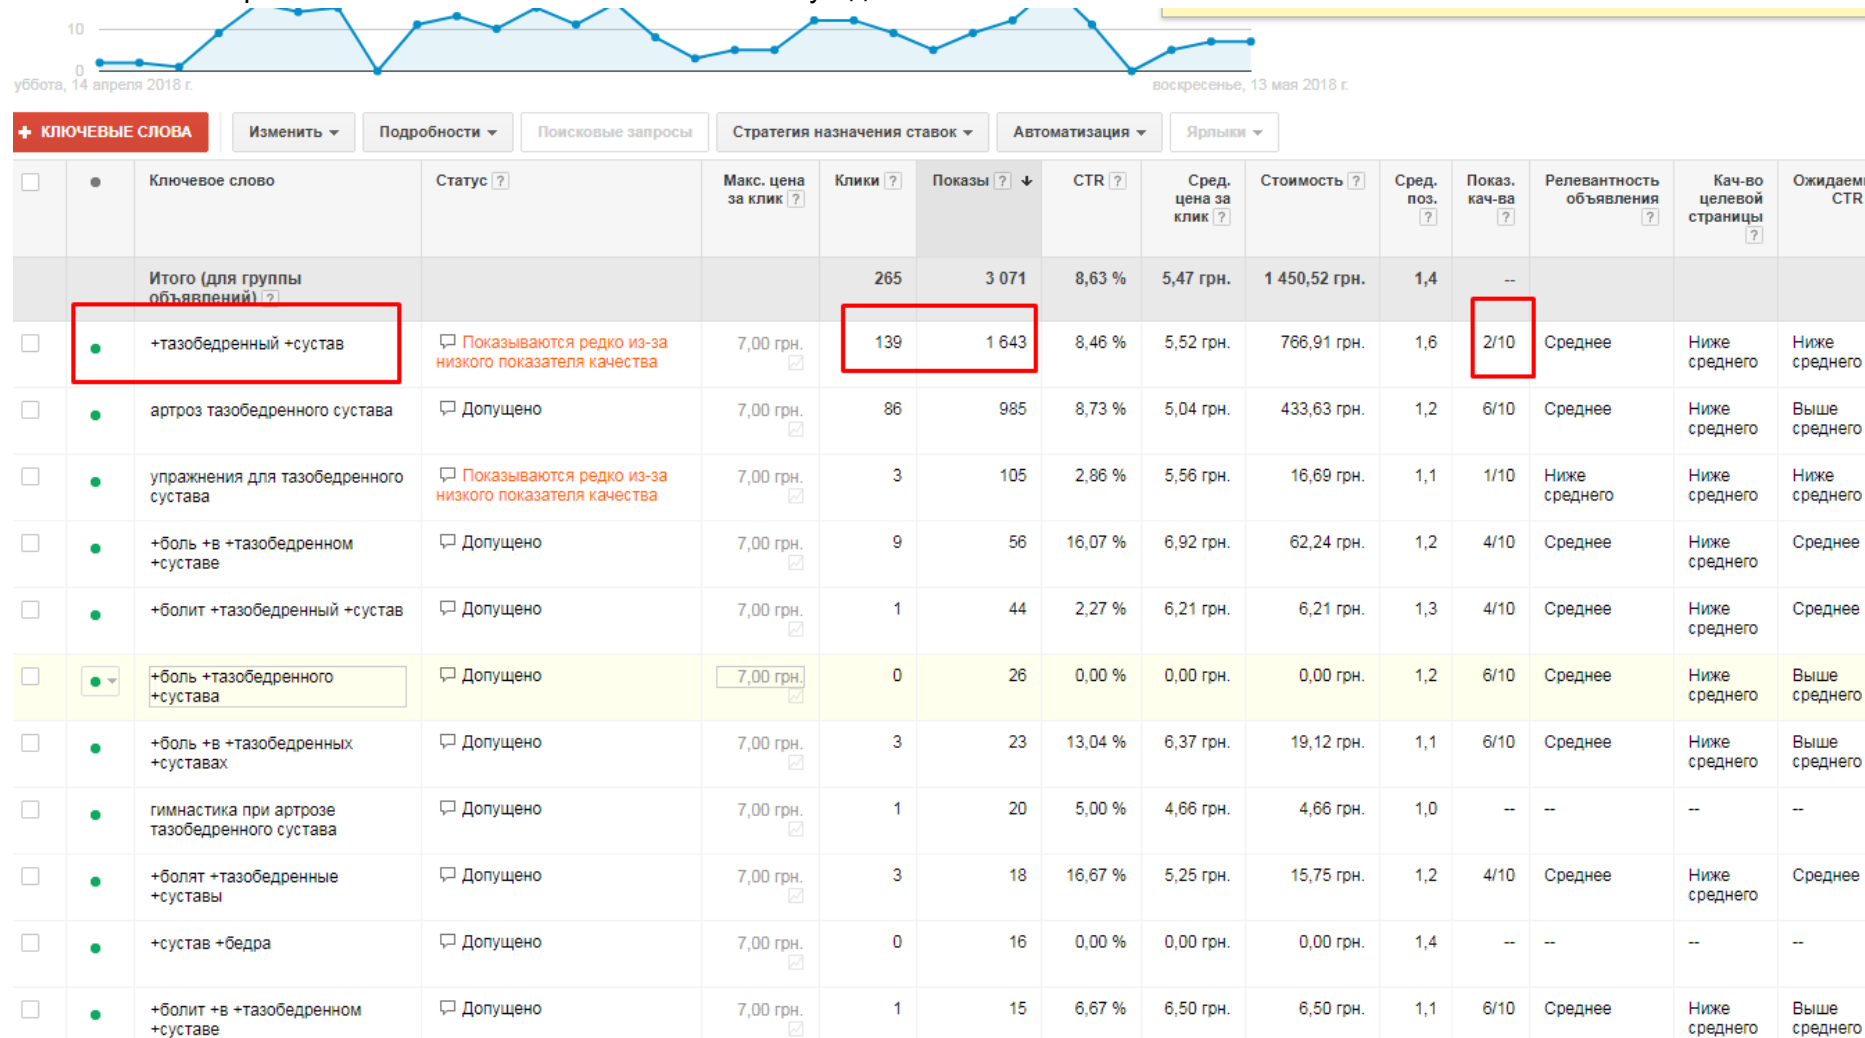 10
0
уббота, 14 апреля 2018 г.
воскресенье, 13 мая 2018 г.
+ КЛЮЧЕВЫЕ СЛОВА Изменить Подробности Поисковые запросы Стратегия назначения ставок Автоматизация Ярлыки
Ключевое слово Статус ? Макс. цена за клик ? Клики ? Показы ? CTR ? Сред. цена за клик ? Стоимость ? Сред. поз. ? Показ. кач-ва ? Релевантность объявления ? Кач-во целевой страницы ? Ожидаем CTR
Итого (для группы объявлений) ? 265 3 071 8,63 % 5,47 грн. 1 450,52 грн. 1,4 --
+тазобедренный +сустав Показываются редко из-за низкого показателя качества 7,00 грн. 139 1 643 8,46 % 5,52 грн. 766,91 грн. 1,6 2/10 Среднее Ниже среднего Ниже среднего
артроз тазобедренного сустава Допущено 7,00 грн. 86 985 8,73 % 5,04 грн. 433,63 грн. 1,2 6/10 Среднее Ниже среднего Выше среднего
упражнения для тазобедренного сустава Показываются редко из-за низкого показателя качества 7,00 грн. 3 105 2,86 % 5,56 грн. 16,69 грн. 1,1 1/10 Ниже среднего Ниже среднего Ниже среднего
+боль +в +тазобедренном +суставе Допущено 7,00 грн. 9 56 16,07 % 6,92 грн. 62,24 грн. 1,2 4/10 Среднее Ниже среднего Среднее
+болит +тазобедренный +сустав Допущено 7,00 грн. 1 44 2,27 % 6,21 грн. 6,21 грн. 1,3 4/10 Среднее Ниже среднего Среднее
+боль +тазобедренного +сустава Допущено 7,00 грн. 0 26 0,00 % 0,00 грн. 0,00 грн. 1,2 6/10 Среднее Ниже среднего Выше среднего
+боль +в +тазобедренных +суставах Допущено 7,00 грн. 3 23 13,04 % 6,37 грн. 19,12 грн. 1,1 6/10 Среднее Ниже среднего Выше среднего
гимнастика при артрозе тазобедренного сустава Допущено 7,00 грн. 1 20 5,00 % 4,66 грн. 4,66 грн. 1,0 -- -- -- --
+болят +тазобедренные +суставы Допущено 7,00 грн. 3 18 16,67 % 5,25 грн. 15,75 грн. 1,2 4/10 Среднее Ниже среднего Среднее
+сустав +бедра Допущено 7,00 грн. 0 16 0,00 % 0,00 грн. 0,00 грн. 1,4 -- -- -- --
+болит +в +тазобедренном +суставе Допущено 7,00 грн. 1 15 6,67 % 6,50 грн. 6,50 грн. 1,1 6/10 Среднее Ниже среднего Выше среднего